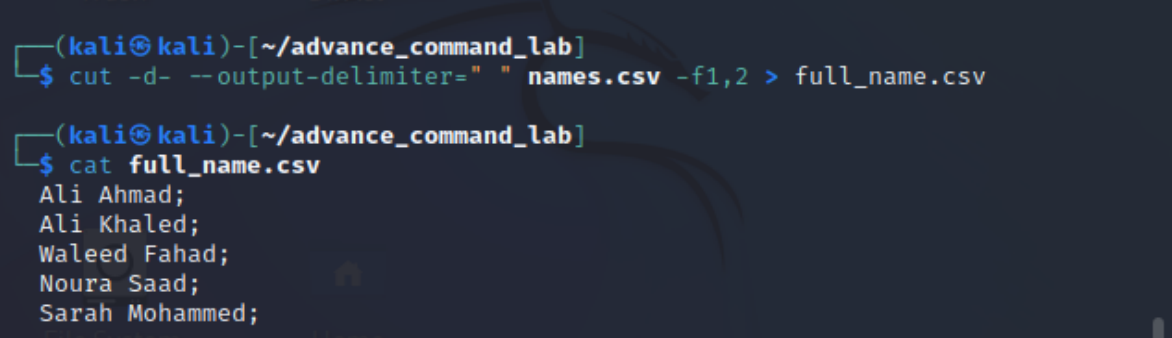 ┌──(kali㉿kali)-[~/advance_command_lab]
└─$ cut -d- --output-delimiter=" " names.csv -f1,2 > full_name.csv
┌──(kali㉿kali)-[~/advance_command_lab]
└─$ cat full_name.csv
Ali Ahmad;
Ali Khaled;
Waleed Fahad;
Noura Saad;
Sarah Mohammed;